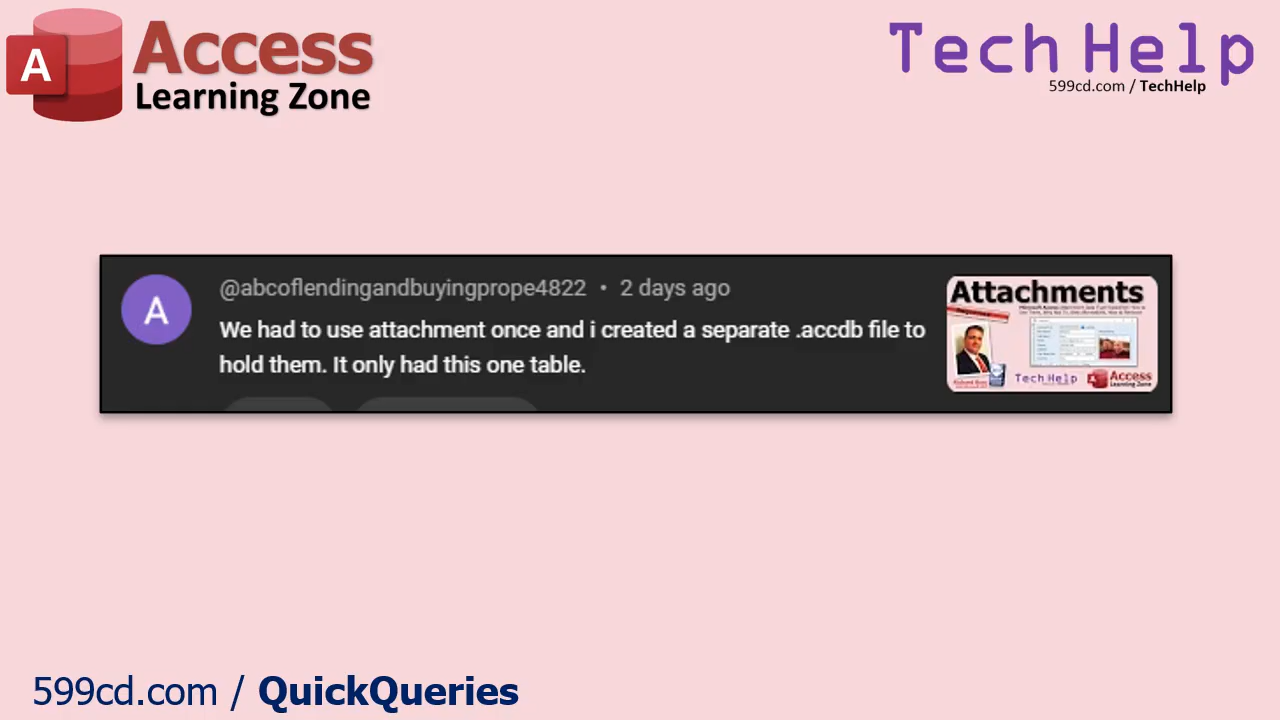 A
Access
Learning Zone
Tech Help
599cd.com / TechHelp
A
@abcoflendingandbuyingprope4822 • 2 days ago
We had to use attachment once and i created a separate .accdb file to
hold them. It only had this one table.
Attachments
Tech Help
Access
Learning Zone
599cd.com / QuickQueries